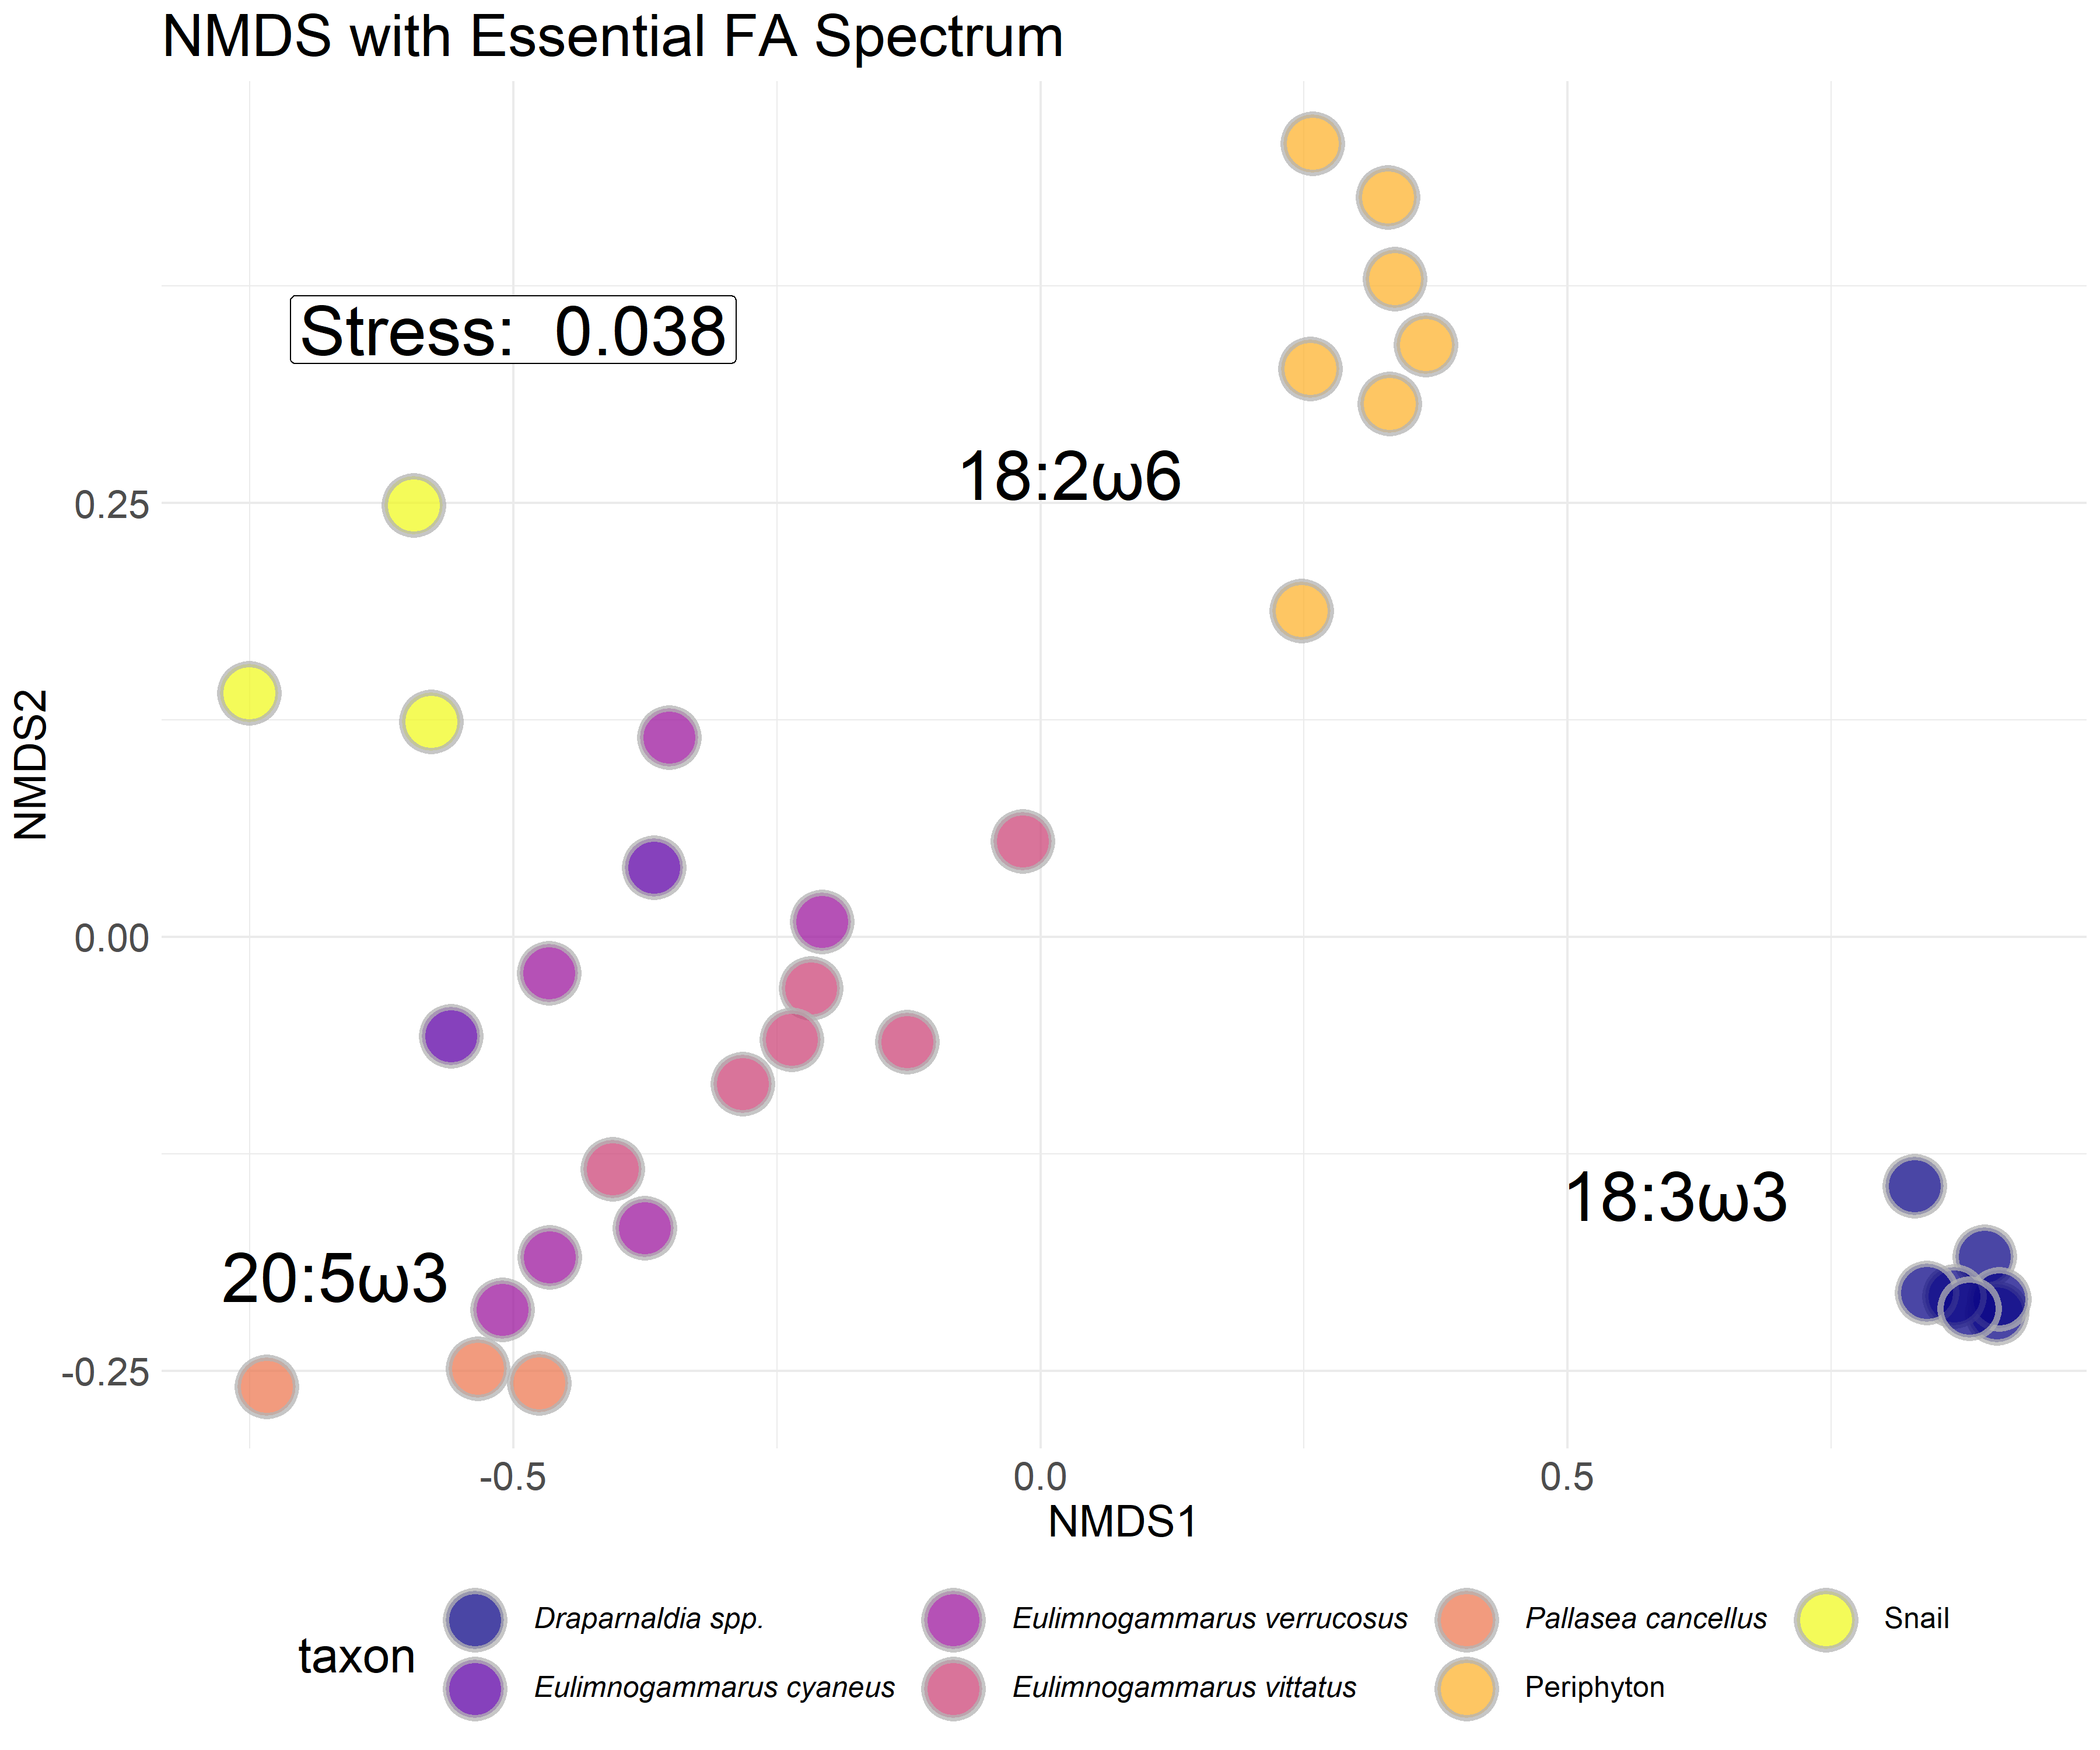 NMDS with Essential FA Spectrum
Stress:  0.038
18:2ω6
0.25
NMDS2
0.00
18:3ω3
20:5ω3
-0.25
-0.5
0.0
0.5
NMDS1
taxon
Draparnaldia spp.
Eulimnogammarus verrucosus
Pallasea cancellus
Snail
Eulimnogammarus cyaneus
Eulimnogammarus vittatus
Periphyton